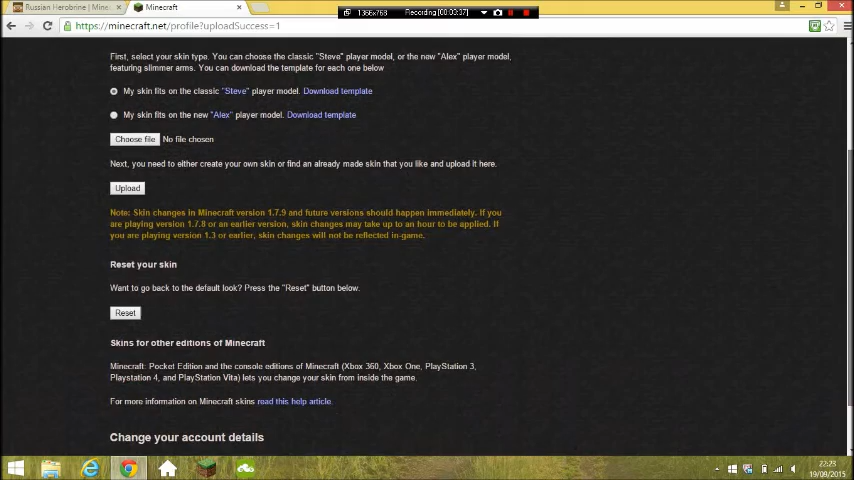 Russian Herobrine | Mine
Minecraft
1366x768
Recording [00:03:37]
https://minecraft.net/profile?uploadSuccess=1
First, select your skin type. You can choose the classic "Steve" player model, or the new "Alex" player model,
featuring slimmer arms. You can download the template for each one below
My skin fits on the classic "Steve" player model. Download template
My skin fits on the new "Alex" player model. Download template
Choose file No file chosen
Next, you need to either create your own skin or find an already made skin that you like and upload it here.
Upload
Note: Skin changes in Minecraft version 1.7.9 and future versions should happen immediately. If you
are playing version 1.7.8 or an earlier version, skin changes may take up to an hour to be applied. If
you are playing version 1.3 or earlier, skin changes will not be reflected in-game.
Reset your skin
Want to go back to the default look? Press the "Reset" button below.
Reset
Skins for other editions of Minecraft
Minecraft: Pocket Edition and the console editions of Minecraft (Xbox 360, Xbox One, PlayStation 3,
Playstation 4, and PlayStation Vita) lets you change your skin from inside the game.
For more information on Minecraft skins read this help article.
Change your account details
22:23
19/09/2015